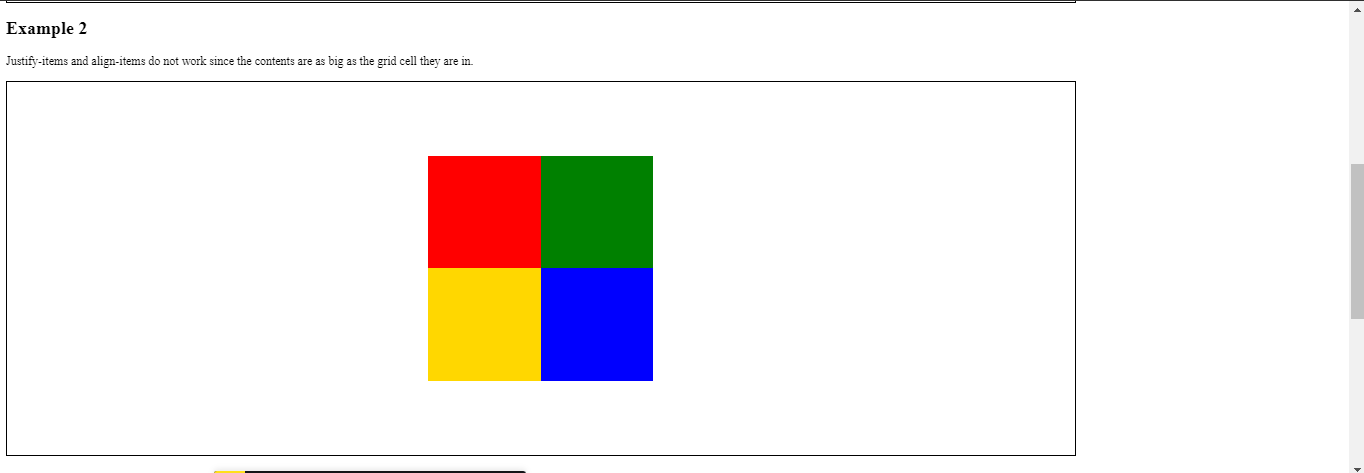 Example 2
Justify-items and align-items do not work since the contents are as big as the grid cell they are in.